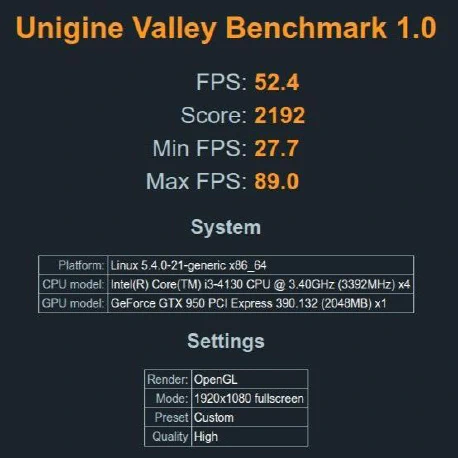 Unigine Valley Benchmark 1.0
FPS: 52.4
Score: 2192
Min FPS: 27.7
Max FPS: 89.0
System
Platform: Linux 5.4.0-21-generic x86_64
CPU model: Intel(R) Core(TM) i3-4130 CPU @ 3.40GHz (3392MHz) x4
GPU model: GeForce GTX 950 PCI Express 390.132 (2048MB) x1
Settings
Render: OpenGL
Mode: 1920x1080 fullscreen
Preset Custom
Quality High